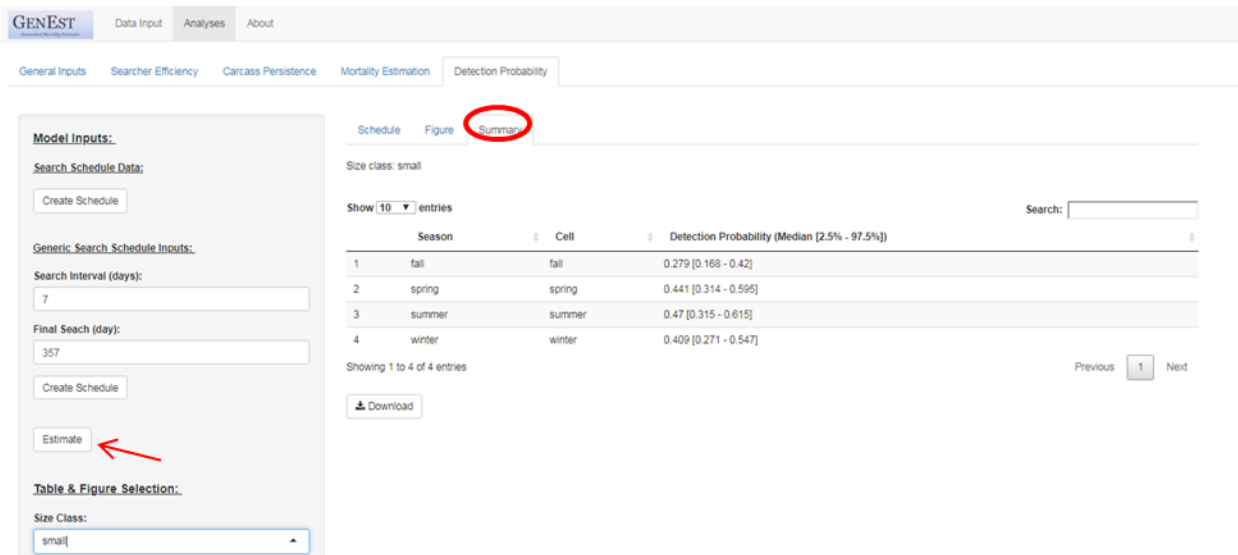 GENEST Data Input Analyses About
General Inputs Searcher Efficiency Carcass Persistence Mortality Estimation Detection Probability
Model Inputs:
Search Schedule Data:
Create Schedule
Generic Search Schedule Inputs:
Search Interval (days):
7
Final Seach (day):
357
Create Schedule
Estimate
Table & Figure Selection:
Size Class:
small
Schedule Figure Summary
Size class: small
Show 10 entries Search:
Season Cell Detection Probability (Median [2.5% - 97.5%])
1 fall fall 0.279 [0.168 - 0.42]
2 spring spring 0.441 [0.314 - 0.595]
3 summer summer 0.47 [0.315 - 0.615]
4 winter winter 0.409 [0.271 - 0.547]
Showing 1 to 4 of 4 entries Previous 1 Next
Download